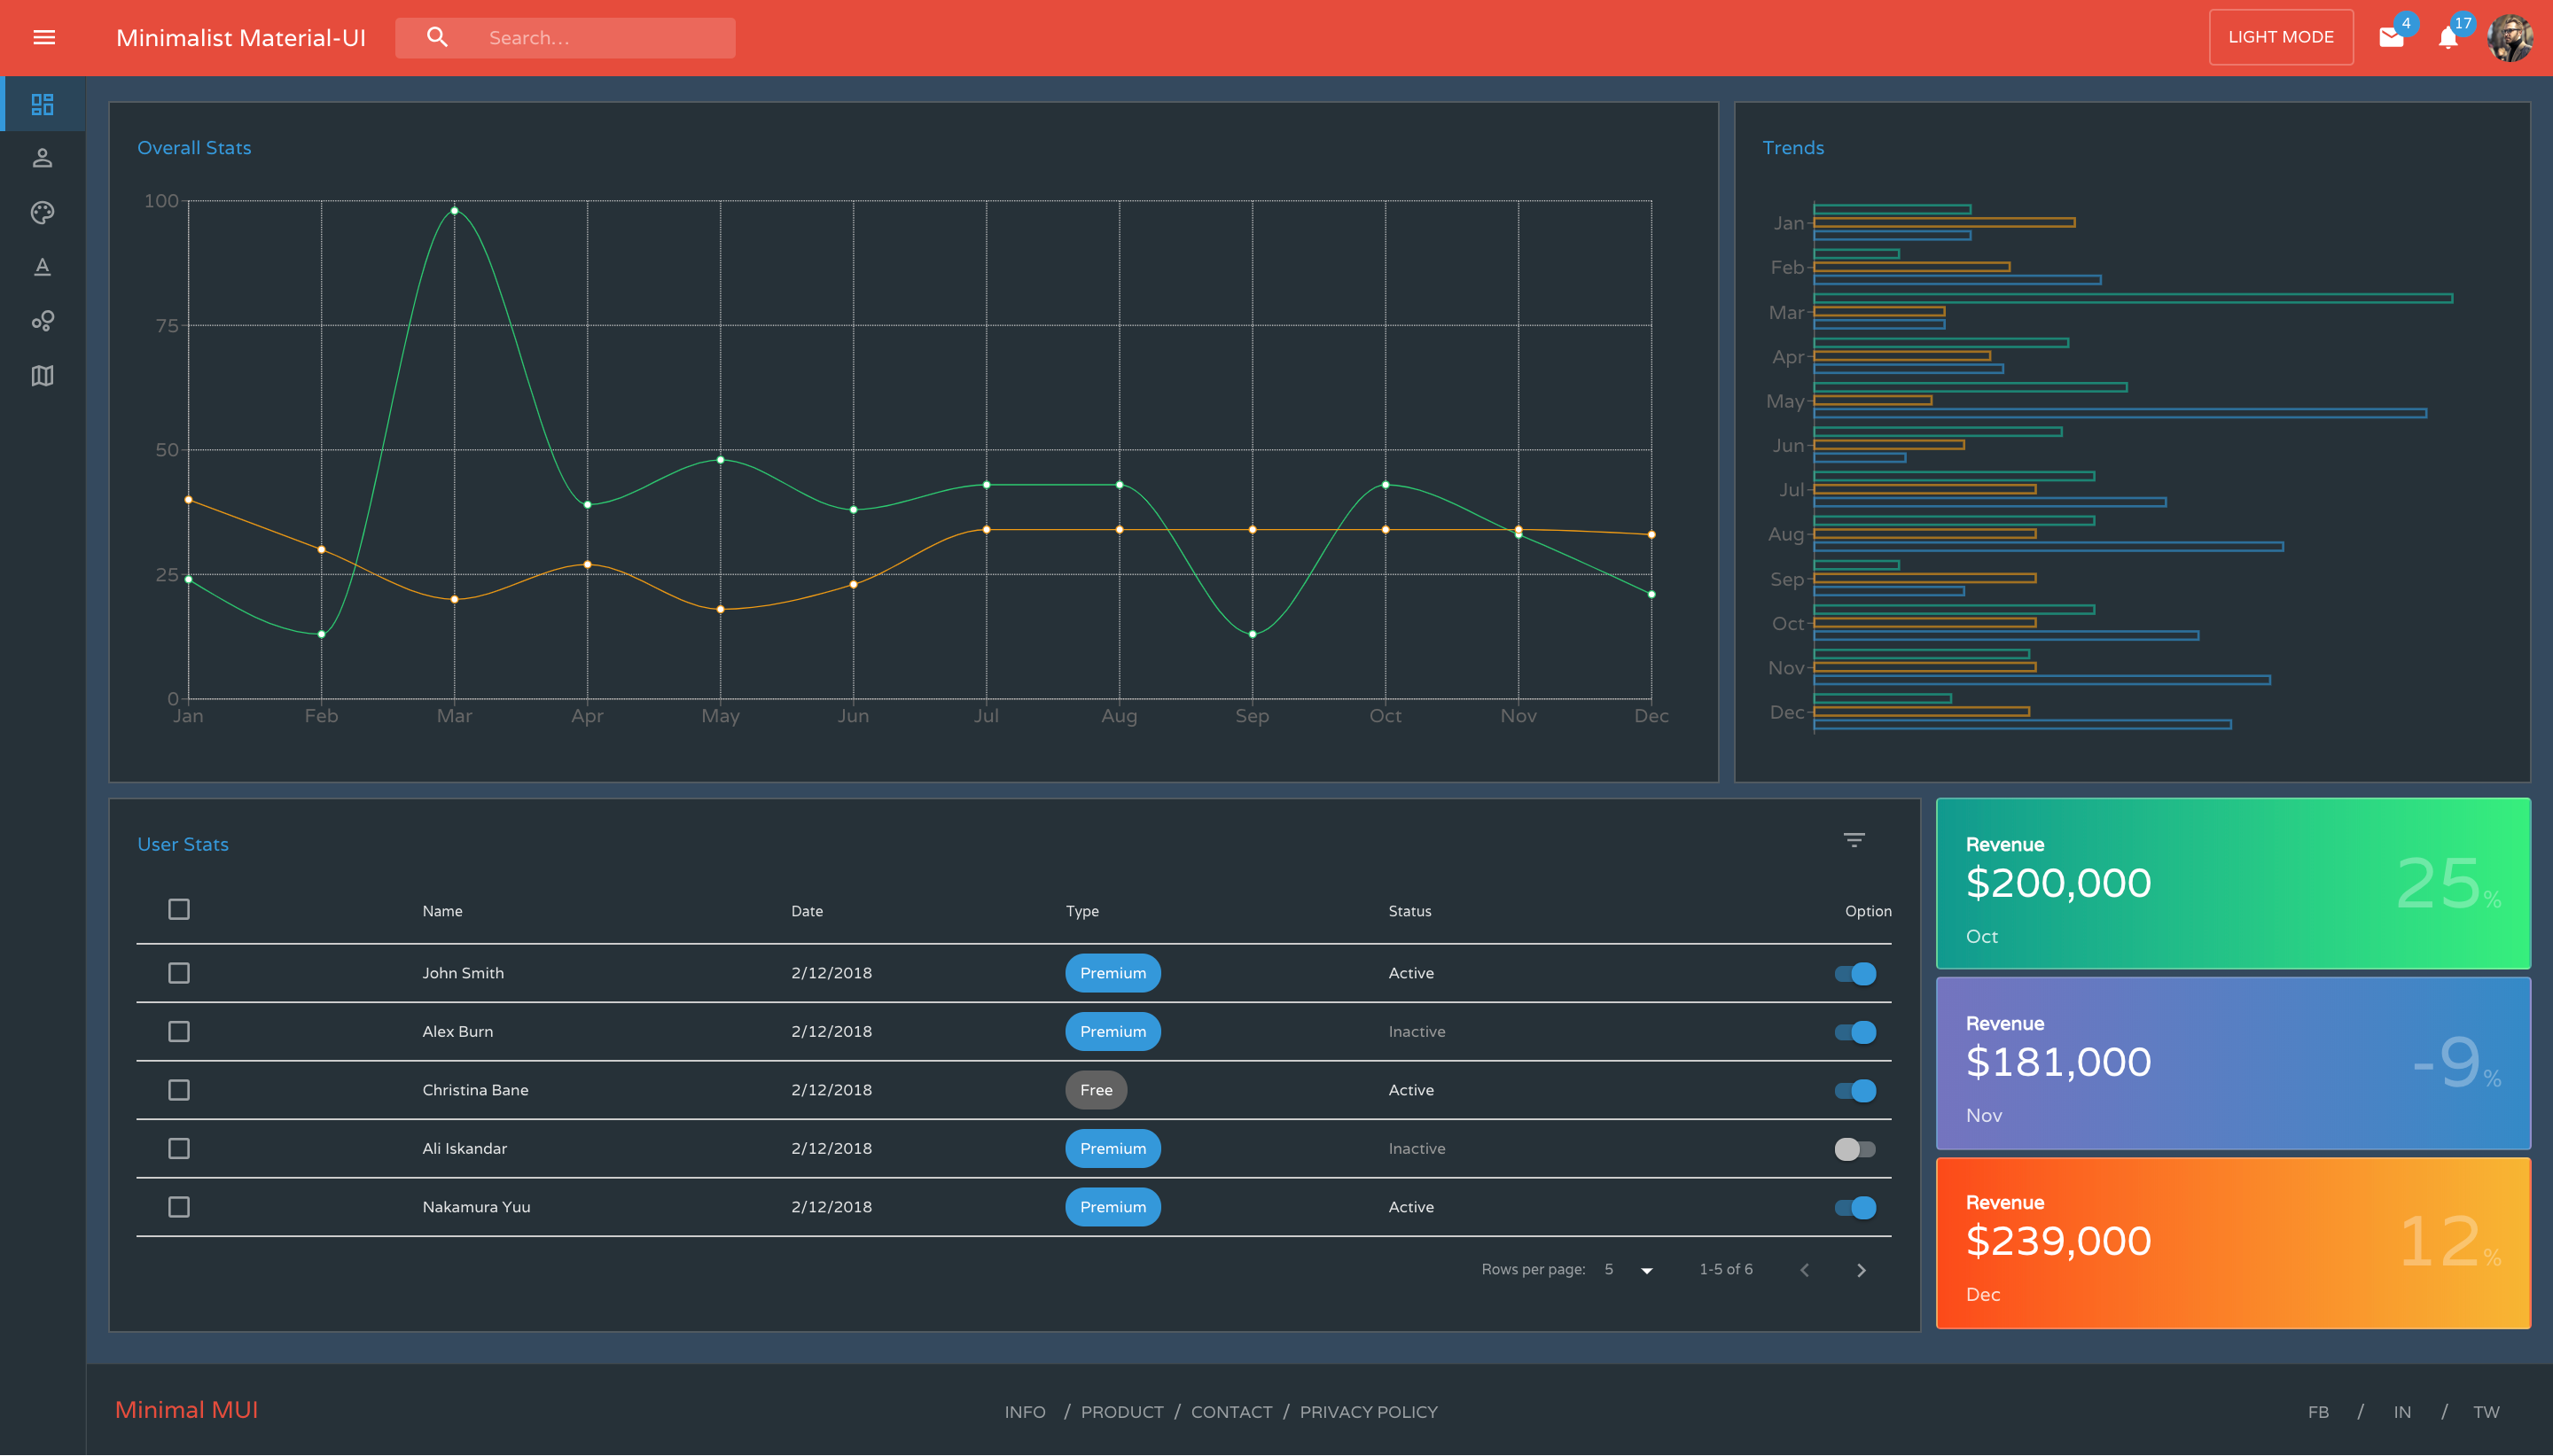 Minimalist Material-UI
Search...
LIGHT MODE
4
17
Overall Stats
100
75
50
25
0
Jan Feb Mar Apr May Jun Jul Aug Sep Oct Nov Dec
Trends
Jan
Feb
Mar
Apr
May
Jun
Jul
Aug
Sep
Oct
Nov
Dec
User Stats
Name Date Type Status Option
John Smith 2/12/2018 Premium Active
Alex Burn 2/12/2018 Premium Inactive
Christina Bane 2/12/2018 Free Active
Ali Iskandar 2/12/2018 Premium Inactive
Nakamura Yuu 2/12/2018 Premium Active
Rows per page: 5 1-5 of 6
Revenue
$200,000
25%
Oct
Revenue
$181,000
-9%
Nov
Revenue
$239,000
12%
Dec
Minimal MUI
INFO / PRODUCT / CONTACT / PRIVACY POLICY
FB / IN / TW